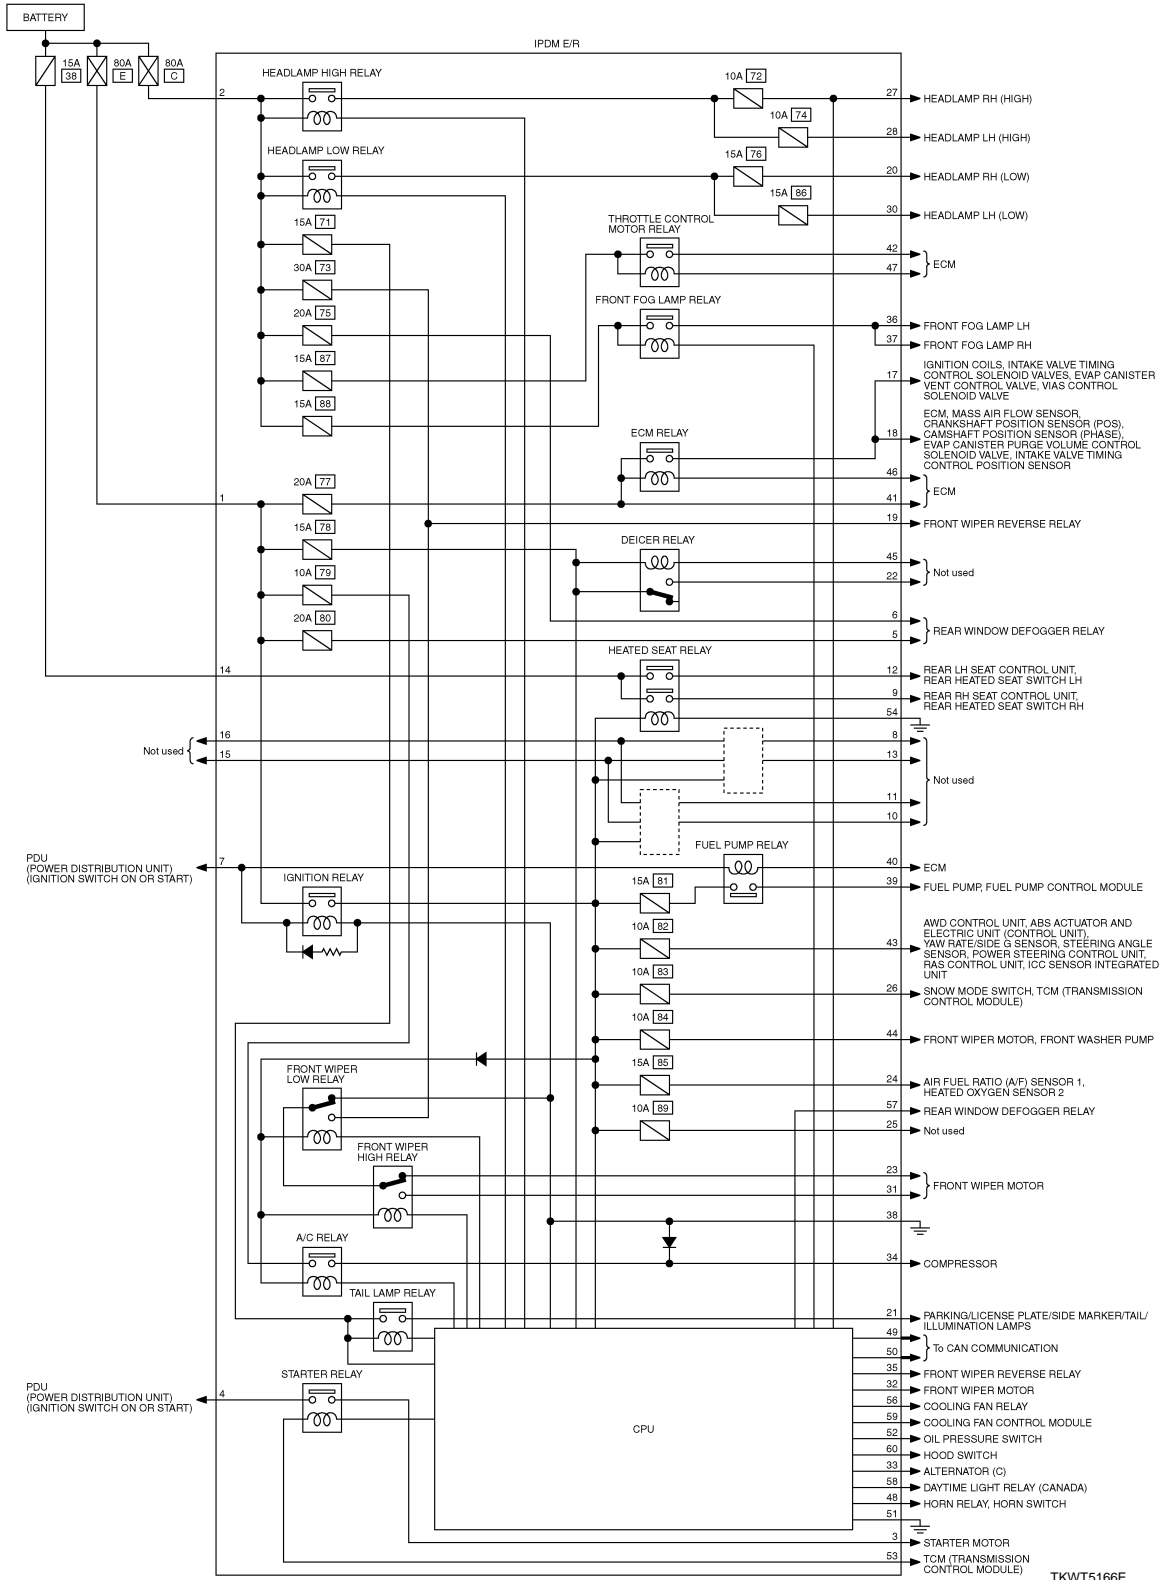 BATTERY
15A
38
80A
E
80A
C
IPDM E/R
2
HEADLAMP HIGH RELAY
10A 72
27
HEADLAMP RH (HIGH)
10A 74
28
HEADLAMP LH (HIGH)
HEADLAMP LOW RELAY
15A 76
20
HEADLAMP RH (LOW)
15A 86
30
HEADLAMP LH (LOW)
15A 71
THROTTLE CONTROL
MOTOR RELAY
42
47
ECM
30A 73
FRONT FOG LAMP RELAY
20A 75
36
FRONT FOG LAMP LH
37
FRONT FOG LAMP RH
15A 87
17
IGNITION COILS, INTAKE VALVE TIMING
CONTROL SOLENOID VALVES, EVAP CANISTER
VENT CONTROL VALVE, VIAS CONTROL
SOLENOID VALVE
15A 88
18
ECM, MASS AIR FLOW SENSOR,
CRANKSHAFT POSITION SENSOR (POS),
CAMSHAFT POSITION SENSOR (PHASE),
EVAP CANISTER PURGE VOLUME CONTROL
SOLENOID VALVE, INTAKE VALVE TIMING
CONTROL POSITION SENSOR
ECM RELAY
46
41
ECM
1
20A 77
19
FRONT WIPER REVERSE RELAY
15A 78
DEICER RELAY
45
22
Not used
10A 79
20A 80
6
5
REAR WINDOW DEFOGGER RELAY
14
HEATED SEAT RELAY
12
REAR LH SEAT CONTROL UNIT,
REAR HEATED SEAT SWITCH LH
9
REAR RH SEAT CONTROL UNIT,
REAR HEATED SEAT SWITCH RH
54
Not used
16
15
8
13
11
10
Not used
PDU
(POWER DISTRIBUTION UNIT)
(IGNITION SWITCH ON OR START)
7
FUEL PUMP RELAY
40
ECM
IGNITION RELAY
15A 81
39
FUEL PUMP, FUEL PUMP CONTROL MODULE
10A 82
43
AWD CONTROL UNIT, ABS ACTUATOR AND
ELECTRIC UNIT (CONTROL UNIT),
YAW RATE/SIDE G SENSOR, STEERING ANGLE
SENSOR, POWER STEERING CONTROL UNIT,
RAS CONTROL UNIT, ICC SENSOR INTEGRATED
UNIT
10A 83
26
SNOW MODE SWITCH, TCM (TRANSMISSION
CONTROL MODULE)
10A 84
44
FRONT WIPER MOTOR, FRONT WASHER PUMP
FRONT WIPER
LOW RELAY
15A 85
24
AIR FUEL RATIO (A/F) SENSOR 1,
HEATED OXYGEN SENSOR 2
57
REAR WINDOW DEFOGGER RELAY
10A 89
25
Not used
FRONT WIPER
HIGH RELAY
23
31
FRONT WIPER MOTOR
38
A/C RELAY
34
COMPRESSOR
TAIL LAMP RELAY
21
PARKING/LICENSE PLATE/SIDE MARKER/TAIL/
ILLUMINATION LAMPS
49
50
To CAN COMMUNICATION
PDU
(POWER DISTRIBUTION UNIT)
(IGNITION SWITCH ON OR START)
4
STARTER RELAY
CPU
35
FRONT WIPER REVERSE RELAY
32
FRONT WIPER MOTOR
56
COOLING FAN RELAY
59
COOLING FAN CONTROL MODULE
52
OIL PRESSURE SWITCH
60
HOOD SWITCH
33
ALTERNATOR (C)
58
DAYTIME LIGHT RELAY (CANADA)
48
HORN RELAY, HORN SWITCH
51
3
STARTER MOTOR
53
TCM (TRANSMISSION
CONTROL MODULE)
TKWT5166E